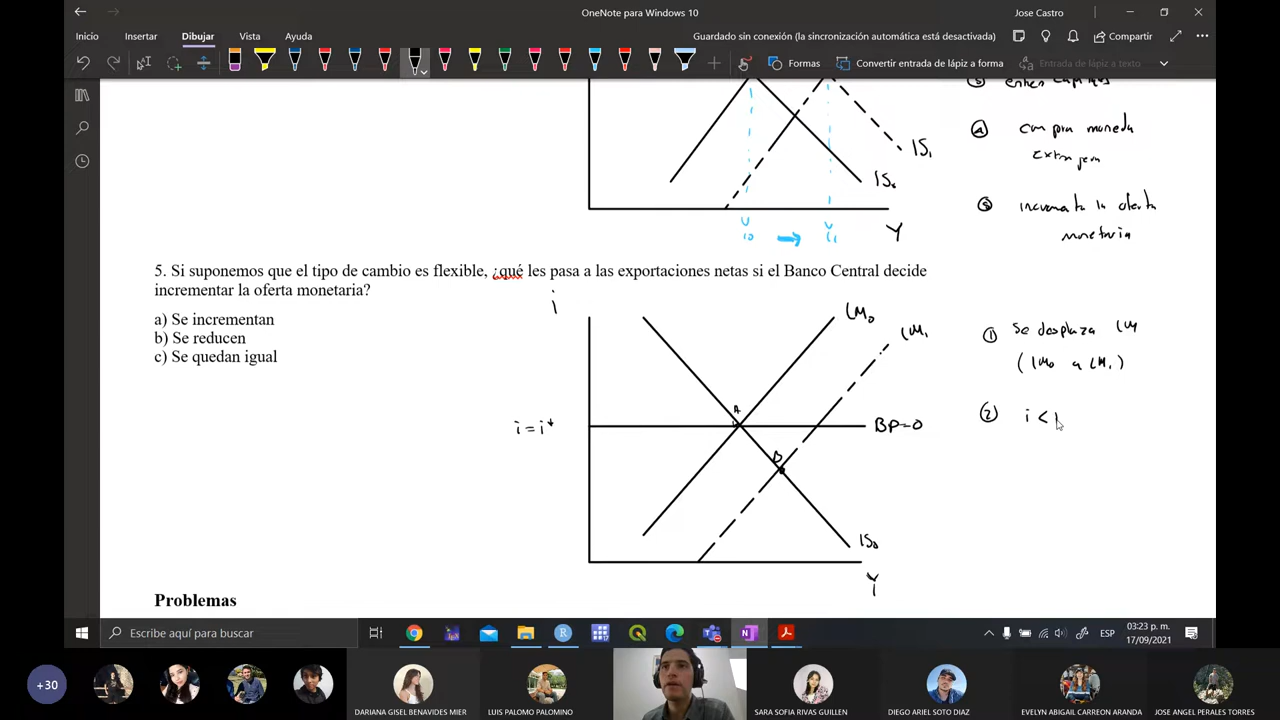 OneNote para Windows 10
Jose Castro
Inicio
Insertar
Dibujar
Vista
Ayuda
Guardado sin conexión (la sincronización automática está desactivada)
Compartir
Formas
Convertir entrada de lápiz a forma
Entrada de lápiz a texto
IS₁
IS₀
Y
4 compra moneda
extranjera
5 incrementa la oferta
monetaria
5. Si suponemos que el tipo de cambio es flexible, ¿qué les pasa a las exportaciones netas si el Banco Central decide
incrementar la oferta monetaria?
a) Se incrementan
b) Se reducen
c) Se quedan igual
i
LM₀
LM₁
A
i = i*
BP=0
B
IS₀
Y
1 Se desplaza LM
(LM₀ a LM₁)
2 i <
Problemas
Escribe aquí para buscar
ESP
03:23 p. m.
17/09/2021
+30
DARIANA GISEL BENAVIDES MIER
LUIS PALOMO PALOMINO
SARA SOFIA RIVAS GUILLEN
DIEGO ARIEL SOTO DIAZ
EVELYN ABIGAIL CARREON ARANDA
JOSE ANGEL PERALES TORRES